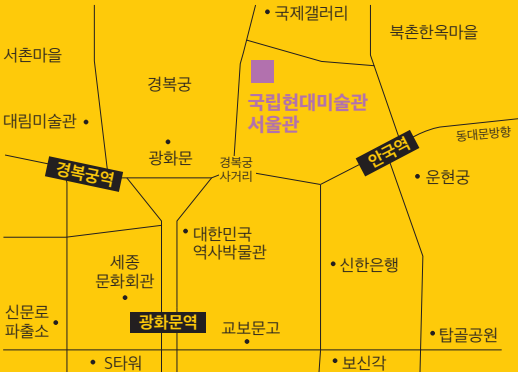 국제갤러리
북촌한옥마을
서촌마을
경복궁
국립현대미술관
서울관
대림미술관
동대문방향
안국역
광화문
경복궁
사거리
경복궁역
운현궁
대한민국
역사박물관
세종
문화회관
신한은행
신문로
파출소
광화문역
교보문고
탑골공원
S타워
보신각